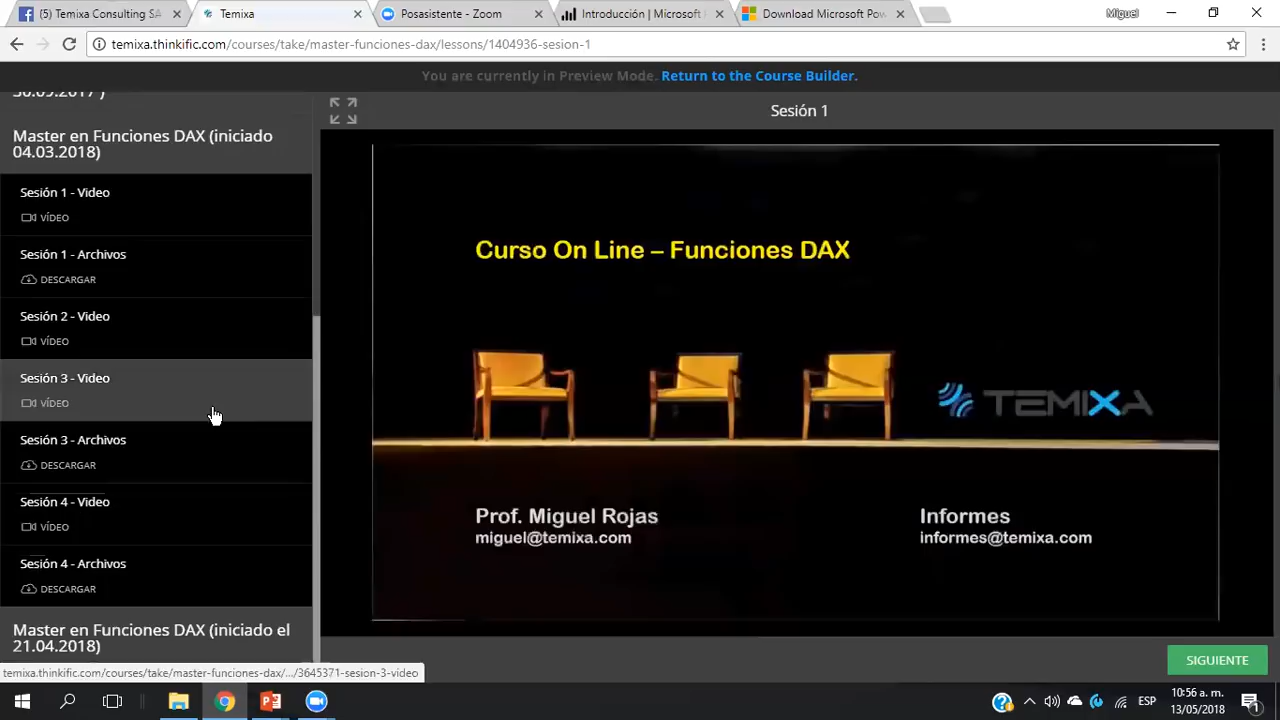 (5) Temixa Consulting SA
Temixa
Posasistente - Zoom
Introducción | Microsoft P
Download Microsoft Pow
Miguel
temixa.thinkific.com/courses/take/master-funciones-dax/lessons/1404936-sesion-1
You are currently in Preview Mode. Return to the Course Builder.
30.09.2017 )
Master en Funciones DAX (iniciado
04.03.2018)
Sesión 1 - Video
VÍDEO
Sesión 1 - Archivos
DESCARGAR
Sesión 2 - Video
VÍDEO
Sesión 3 - Video
VÍDEO
Sesión 3 - Archivos
DESCARGAR
Sesión 4 - Video
VÍDEO
Sesión 4 - Archivos
DESCARGAR
Master en Funciones DAX (iniciado el
21.04.2018)
temixa.thinkific.com/courses/take/master-funciones-dax/.../3645371-sesion-3-video
Sesión 1
Curso On Line – Funciones DAX
TEMIXA
Prof. Miguel Rojas
miguel@temixa.com
Informes
informes@temixa.com
SIGUIENTE
ESP
10:56 a. m.
13/05/2018
1